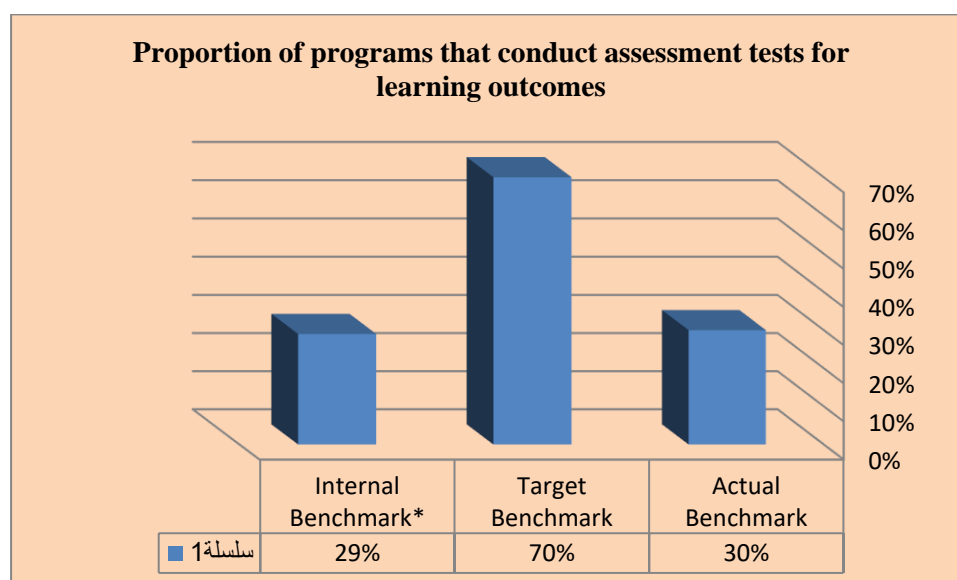 Proportion of programs that conduct assessment tests for
learning outcomes
70%
60%
50%
40%
30%
20%
10%
0%
Internal
Benchmark*
Target
Benchmark
Actual
Benchmark
سلسلة1
29%
70%
30%